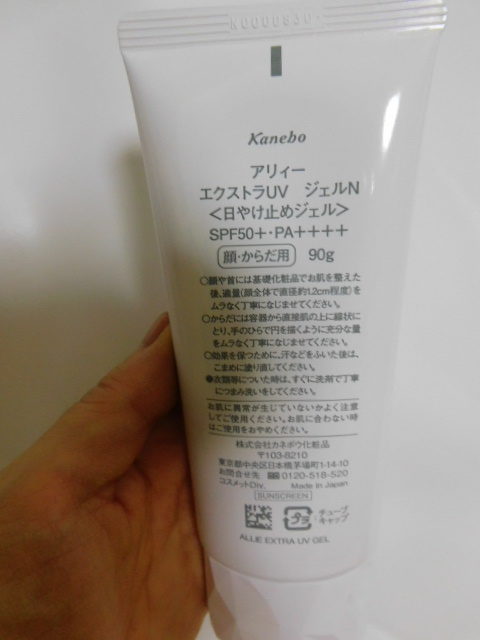 Kanebo
アリィー
エクストラUV ジェルN
<日やけ止めジェル>
SPF50+・PA++++
顔・からだ用 90g
○顔や首には基礎化粧品でお肌を整えた
後、適量(顔全体で直径約1.2cm程度)を
ムラなく丁寧になじませてください。
○からだには容器から直接肌の上に線状に
とり、手のひらで円を描くように充分な量
をムラなく丁寧になじませてください。
○効果を保つために、汗などをふいた後は、
こまめに塗り直してください。
●衣類等についた時は、すぐに洗剤で丁寧
につまみ洗いをしてください。
お肌に異常が生じていないかよく注意
してご使用ください。お肌に合わない時
はご使用をおやめください。
株式会社カネボウ化粧品
〒103-8210
東京都中央区日本橋茅場町1-14-10
お問合せ先 0120-518-520
コスメットDiv. Made in Japan
SUNSCREEN
プラ チューブ
キャップ
ALLIE EXTRA UV GEL